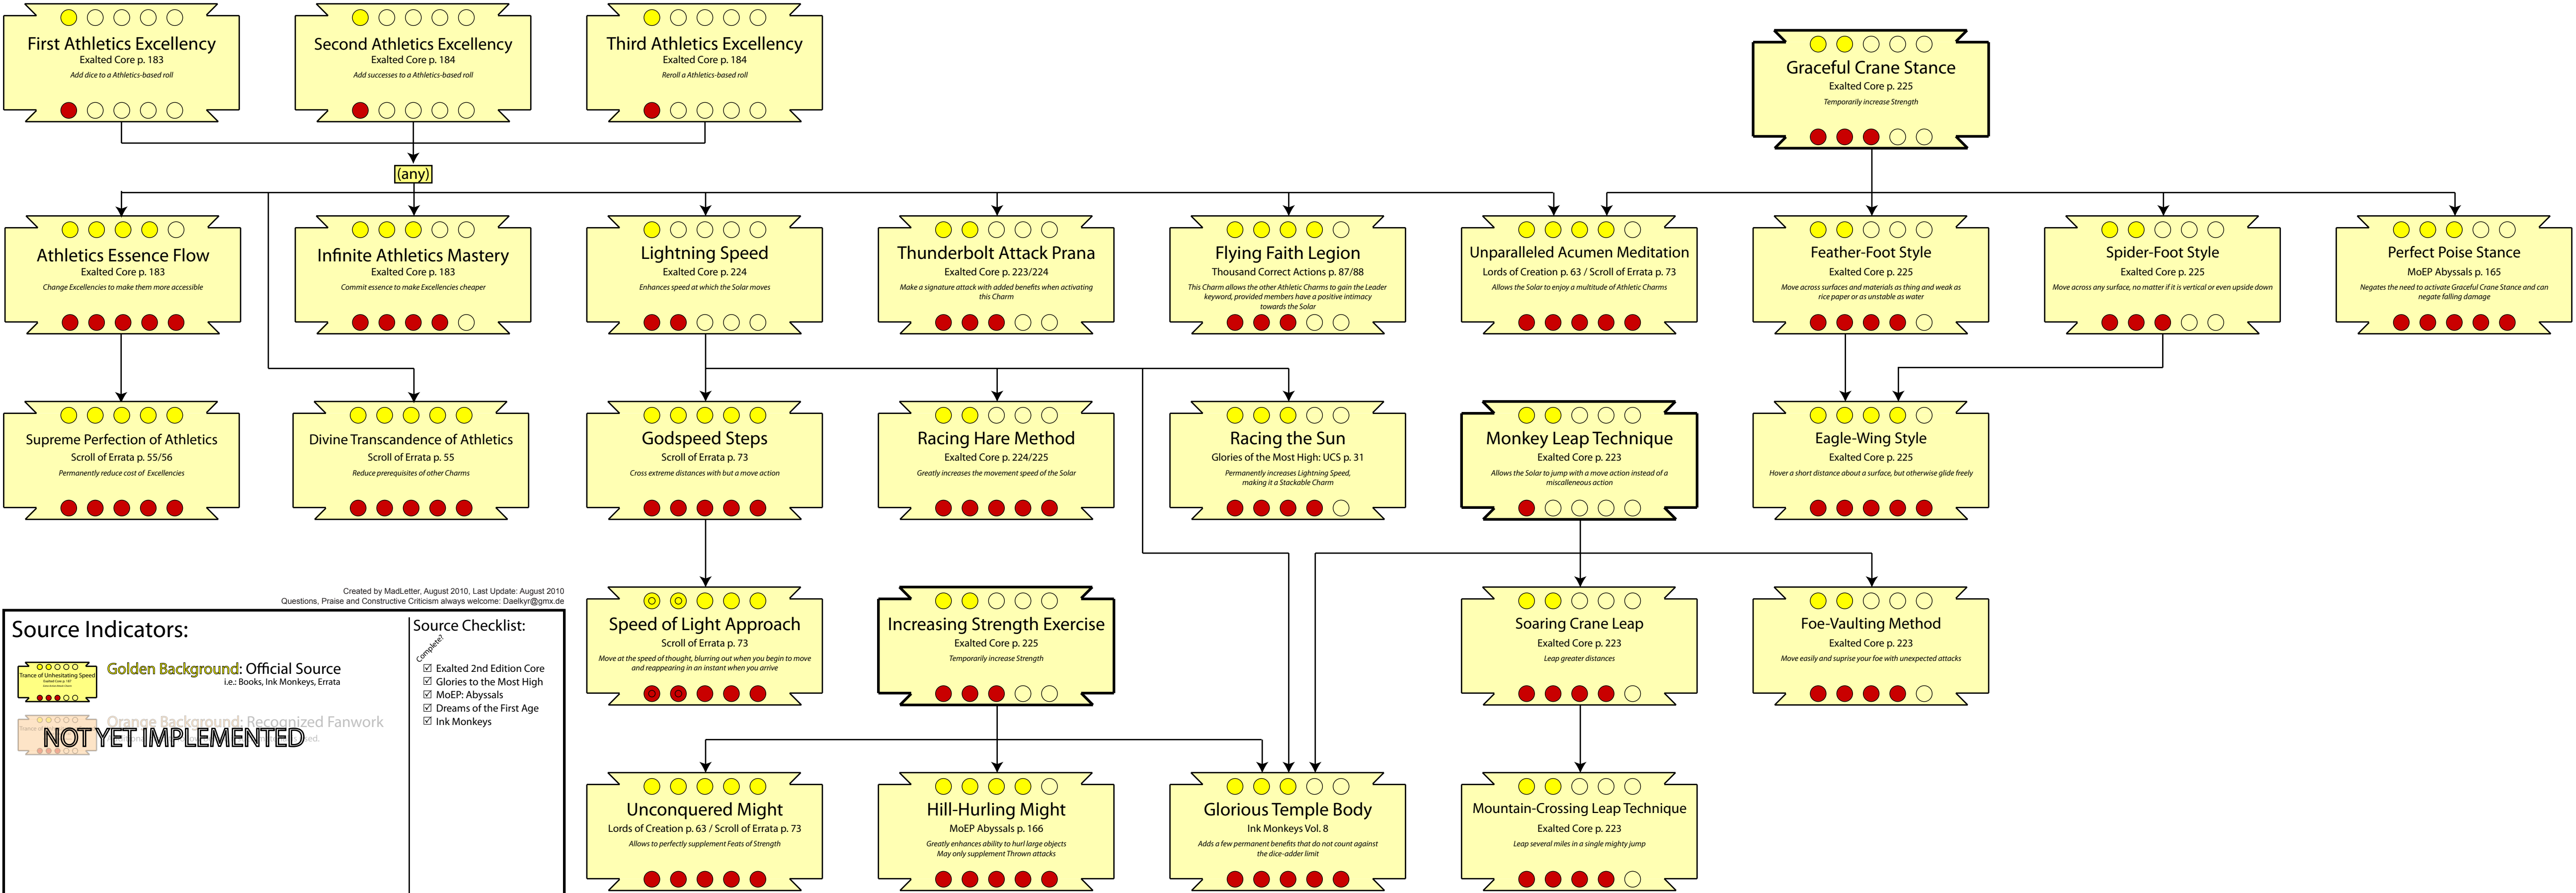 First Athletics Excellency
Exalted Core p. 183
Add dice to a Athletics-based roll
Second Athletics Excellency
Exalted Core p. 184
Add successes to a Athletics-based roll
Third Athletics Excellency
Exalted Core p. 184
Reroll a Athletics-based roll
Graceful Crane Stance
Exalted Core p. 225
Temporarily increase Strength
(any)
Athletics Essence Flow
Exalted Core p. 183
Change Excellencies to make them more accessible
Infinite Athletics Mastery
Exalted Core p. 183
Commit essence to make Excellencies cheaper
Lightning Speed
Exalted Core p. 224
Enhances speed at which the Solar moves
Thunderbolt Attack Prana
Exalted Core p. 223/224
Make a signature attack with added benefits when activating
this Charm
Flying Faith Legion
Thousand Correct Actions p. 87/88
This Charm allows the other Athletic Charms to gain the Leader
keyword, provided members have a positive intimacy
towards the Solar
Unparalleled Acumen Meditation
Lords of Creation p. 63 / Scroll of Errata p. 73
Allows the Solar to enjoy a multitude of Athletic Charms
Feather-Foot Style
Exalted Core p. 225
Move across surfaces and materials as thing and weak as
rice paper or as unstable as water
Spider-Foot Style
Exalted Core p. 225
Move across any surface, no matter if it is vertical or even upside down
Perfect Poise Stance
MoEP Abyssals p. 165
Negates the need to activate Graceful Crane Stance and can
negate falling damage
Supreme Perfection of Athletics
Scroll of Errata p. 55/56
Permanently reduce cost of Excellencies
Divine Transcandence of Athletics
Scroll of Errata p. 55
Reduce prerequisites of other Charms
Godspeed Steps
Scroll of Errata p. 73
Cross extreme distances with but a move action
Racing Hare Method
Exalted Core p. 224/225
Greatly increases the movement speed of the Solar
Racing the Sun
Glories of the Most High: UCS p. 31
Permanently increases Lightning Speed,
making it a Stackable Charm
Monkey Leap Technique
Exalted Core p. 223
Allows the Solar to jump with a move action instead of a
miscalleneous action
Eagle-Wing Style
Exalted Core p. 225
Hover a short distance about a surface, but otherwise glide freely
Created by MadLetter, August 2010, Last Update: August 2010
Questions, Praise and Constructive Criticism always welcome: Daelkyr@gmx.de
Speed of Light Approach
Scroll of Errata p. 73
Move at the speed of thought, blurring out when you begin to move
and reappearing in an instant when you arrive
Increasing Strength Exercise
Exalted Core p. 225
Temporarily increase Strength
Soaring Crane Leap
Exalted Core p. 223
Leap greater distances
Foe-Vaulting Method
Exalted Core p. 223
Move easily and suprise your foe with unexpected attacks
Source Indicators:
Trance of Unhesitating Speed
Exalted Core p. 187
Golden Background: Official Source
i.e.: Books, Ink Monkeys, Errata
Orange Background: Recognized Fanwork
NOT YET IMPLEMENTED
Source Checklist:
Complete?
Exalted 2nd Edition Core
Glories to the Most High
MoEP: Abyssals
Dreams of the First Age
Ink Monkeys
Unconquered Might
Lords of Creation p. 63 / Scroll of Errata p. 73
Allows to perfectly supplement Feats of Strength
Hill-Hurling Might
MoEP Abyssals p. 166
Greatly enhances ability to hurl large objects
May only supplement Thrown attacks
Glorious Temple Body
Ink Monkeys Vol. 8
Adds a few permanent benefits that do not count against
the dice-adder limit
Mountain-Crossing Leap Technique
Exalted Core p. 223
Leap several miles in a single mighty jump